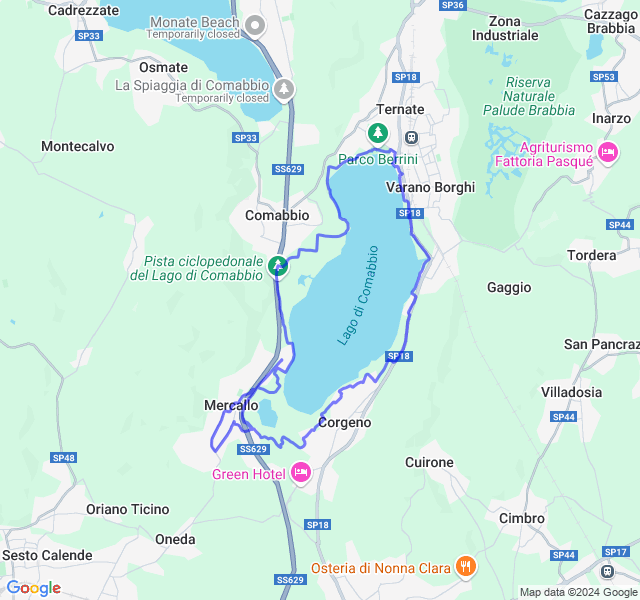 Cadrezzate
SP33
Monate Beach
Temporarily closed
SP36
Zona
Industriale
Cazzago
Brabbia
Osmate
La Spiaggia di Comabbio
Temporarily closed
SP18
Riserva
Naturale
Palude Brabbia
SP53
Ternate
Inarzo
SP33
Montecalvo
Parco Berrini
Agriturismo
Fattoria Pasqué
SS629
Varano Borghi
Comabbio
SP18
SP44
Pista ciclopedonale
del Lago di Comabbio
Tordera
Lago di Comabbio
Gaggio
San Pancraz
SP18
Villadosia
Mercallo
SP44
Corgeno
SS629
SP48
Green Hotel
Cuirone
Oriano Ticino
Cimbro
SP18
Oneda
Sesto Calende
SP44
SP17
Osteria di Nonna Clara
SS629
Google
Map data ©2024 Google